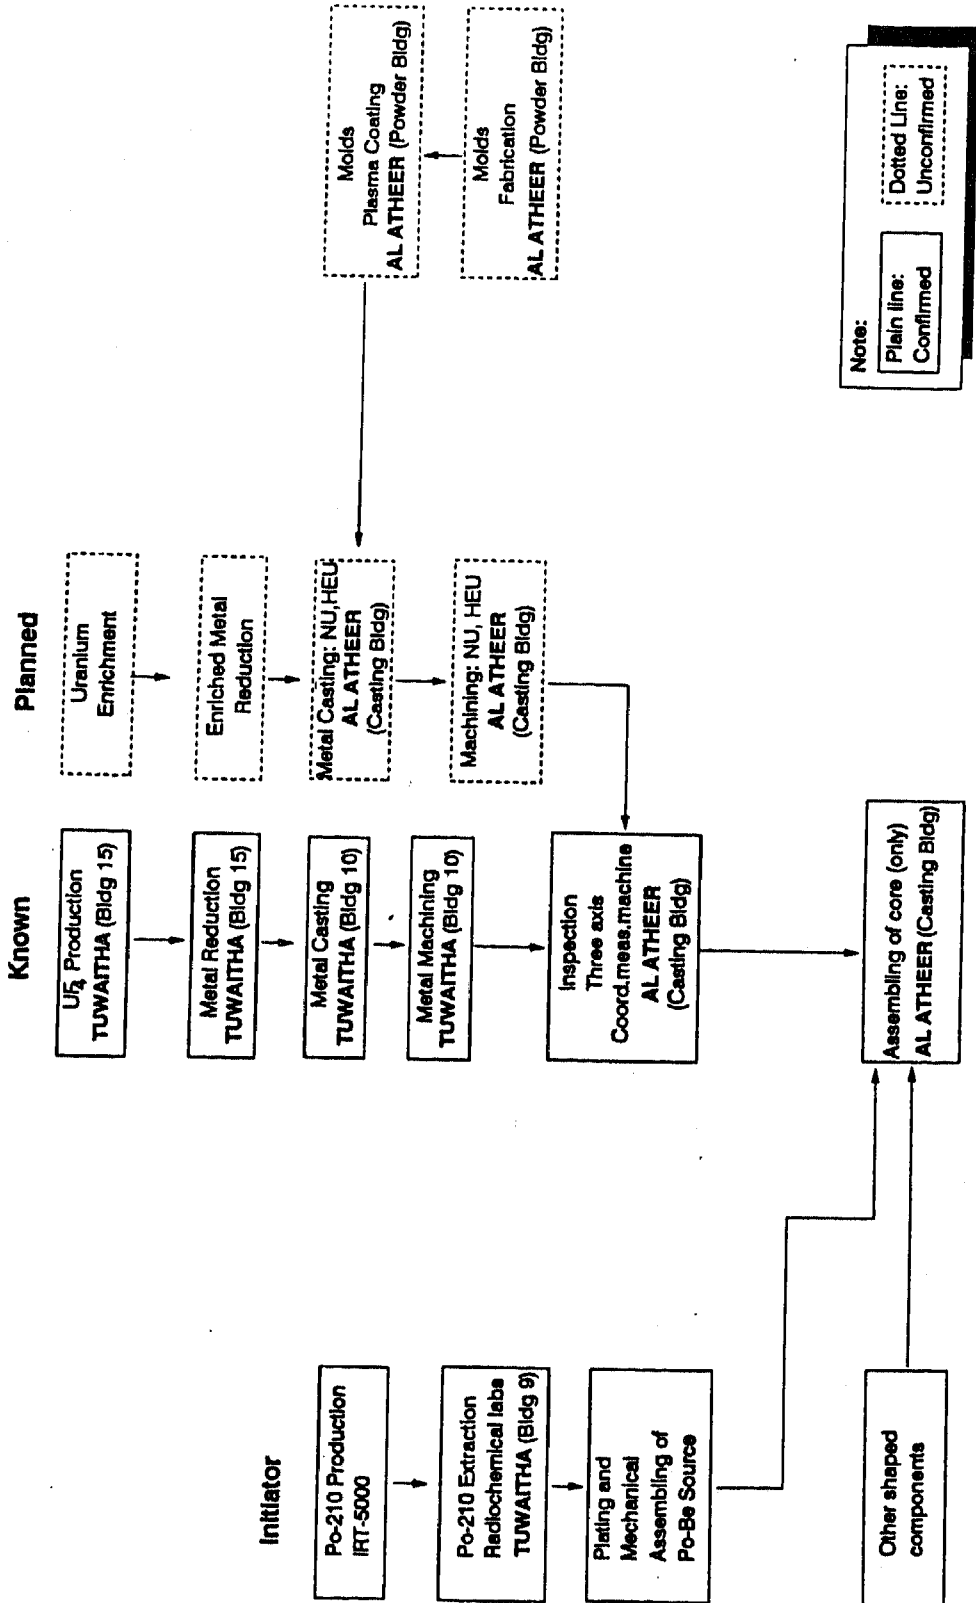 Initiator
Po-210 Production
IRT-5000
Po-210 Extraction
Radiochemical labs
TUWAITHA (Bldg 9)
Plating and
Mechanical
Assembling of
Po-Be Source
Other shaped
components
Known
UF4 Production
TUWAITHA (Bldg 15)
Metal Reduction
TUWAITHA (Bldg 15)
Metal Casting
TUWAITHA (Bldg 10)
Metal Machining
TUWAITHA (Bldg 10)
Inspection
Three axis
Coord.meas.machine
AL ATHEER
(Casting Bldg)
Assembling of core (only)
AL ATHEER (Casting Bldg)
Planned
Uranium
Enrichment
Enriched Metal
Reduction
Metal Casting: NU,HEU
AL ATHEER
(Casting Bldg)
Machining: NU, HEU
AL ATHEER
(Casting Bldg)
Molds
Plasma Coating
AL ATHEER (Powder Bldg)
Molds
Fabrication
AL ATHEER (Powder Bldg)
Note:
Plain line:
Confirmed
Dotted Line:
Unconfirmed